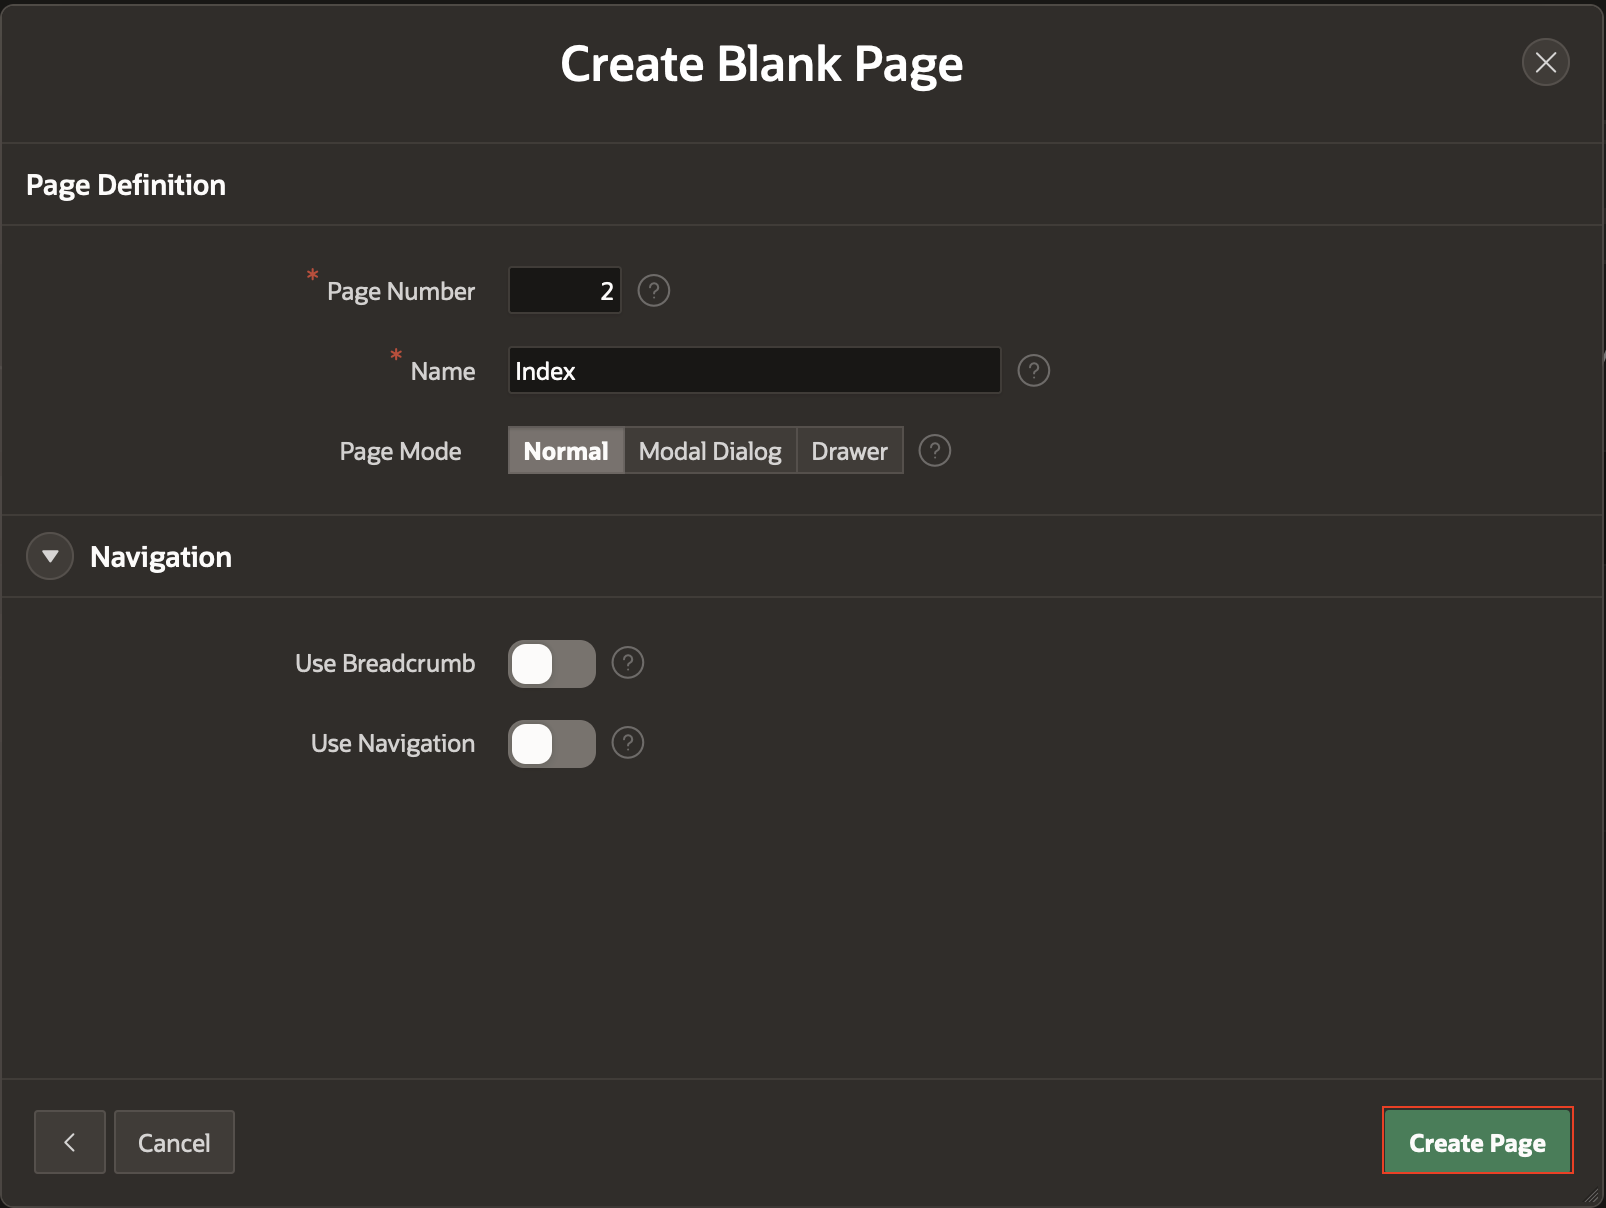 Create Blank Page
Page Definition
* Page Number 2 ?
* Name Index ?
Page Mode Normal Modal Dialog Drawer ?
Navigation
Use Breadcrumb ?
Use Navigation ?
Cancel Create Page